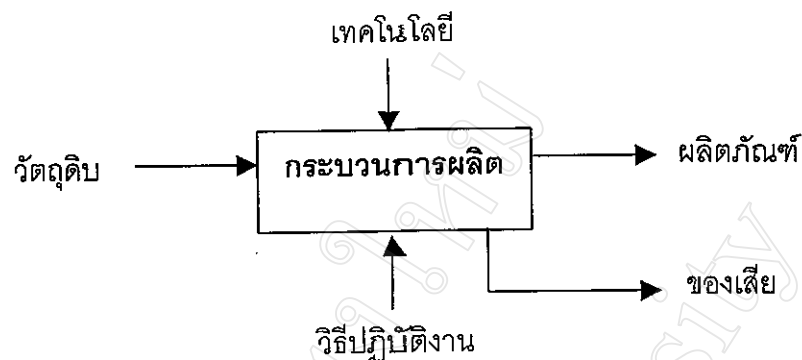 เทคโนโลยี
วัตถุดิบ
กระบวนการผลิต
ผลิตภัณฑ์
ของเสีย
วิธีปฏิบัติงาน